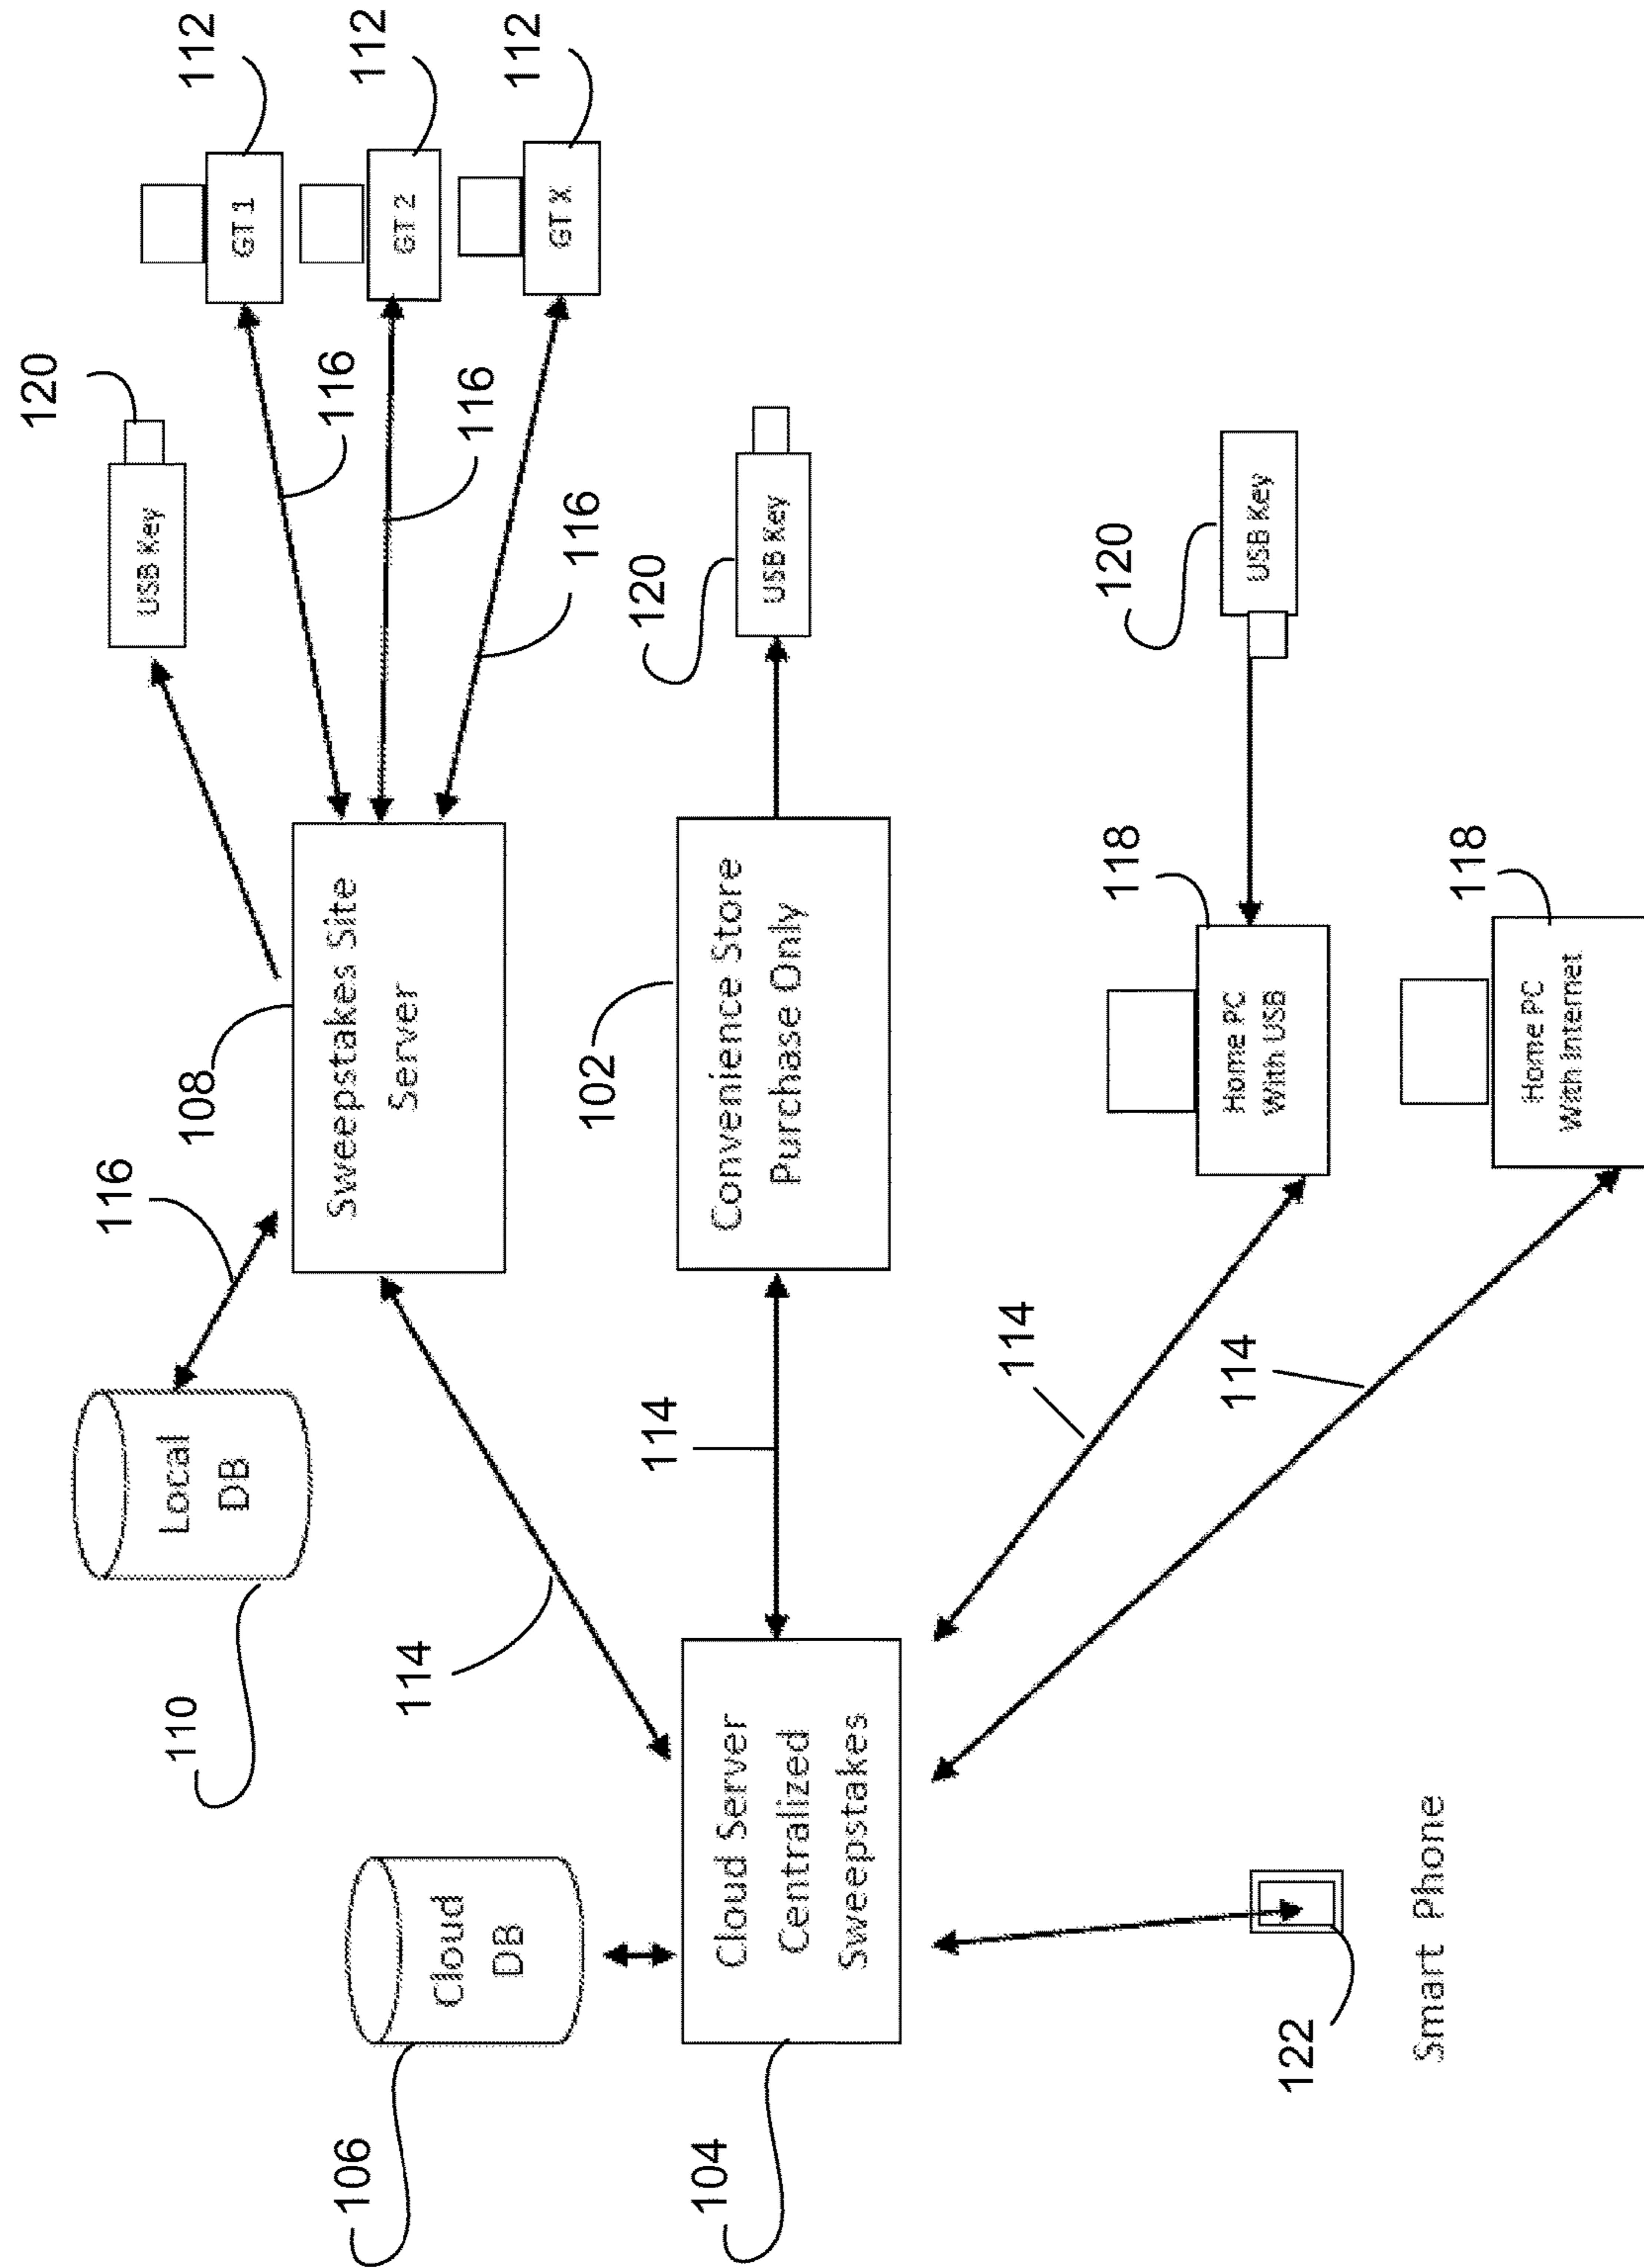 112
112
112
GT 1
GT 2
GT X
120
USB Key
116
116
116
120
USB Key
120
USB Key
108
Sweepstakes Site
Server
102
Convenience Store
Purchase Only
118
Home PC
With USB
118
Home PC
With Internet
116
110
Local
DB
114
114
114
114
106
Cloud
DB
104
Cloud Server
Centralized
Sweepstakes
122
Smart Phone